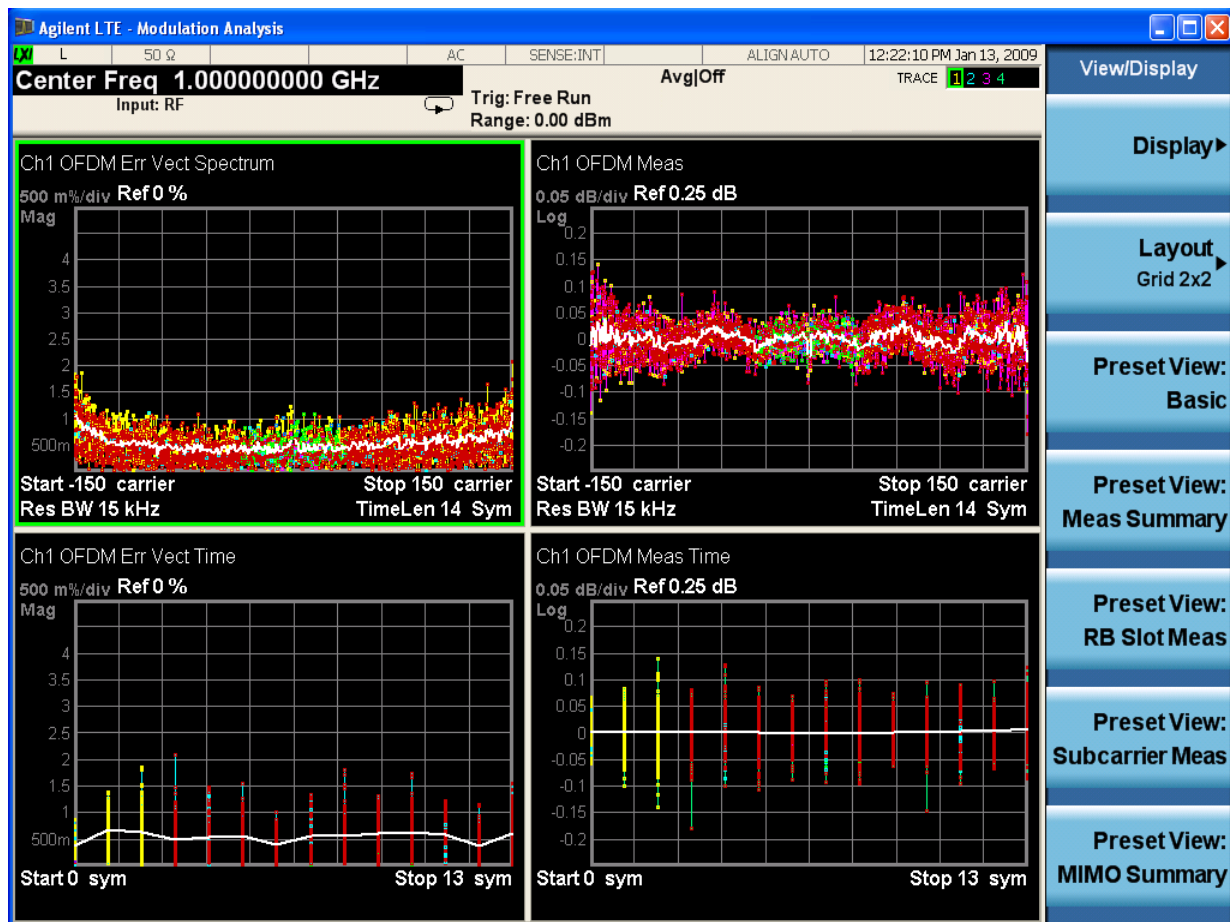 Agilent LTE - Modulation Analysis
LXI L 50 Ω AC SENSE:INT ALIGN AUTO 12:22:10 PM Jan 13, 2009
Center Freq 1.000000000 GHz Avg|Off TRACE 1 2 3 4
Input: RF
Trig: Free Run
Range: 0.00 dBm
View/Display
Display
Layout
Grid 2x2
Preset View:
Basic
Preset View:
Meas Summary
Preset View:
RB Slot Meas
Preset View:
Subcarrier Meas
Preset View:
MIMO Summary
Ch1 OFDM Err Vect Spectrum
500 m%/div Ref 0 %
Mag
4
3.5
3
2.5
2
1.5
1
500m
Start -150 carrier Stop 150 carrier
Res BW 15 kHz TimeLen 14 Sym
Ch1 OFDM Meas
0.05 dB/div Ref 0.25 dB
Log
0.2
0.15
0.1
0.05
0
-0.05
-0.1
-0.15
-0.2
Start -150 carrier Stop 150 carrier
Res BW 15 kHz TimeLen 14 Sym
Ch1 OFDM Err Vect Time
500 m%/div Ref 0 %
Mag
4
3.5
3
2.5
2
1.5
1
500m
Start 0 sym Stop 13 sym
Ch1 OFDM Meas Time
0.05 dB/div Ref 0.25 dB
Log
0.2
0.15
0.1
0.05
0
-0.05
-0.1
-0.15
-0.2
Start 0 sym Stop 13 sym